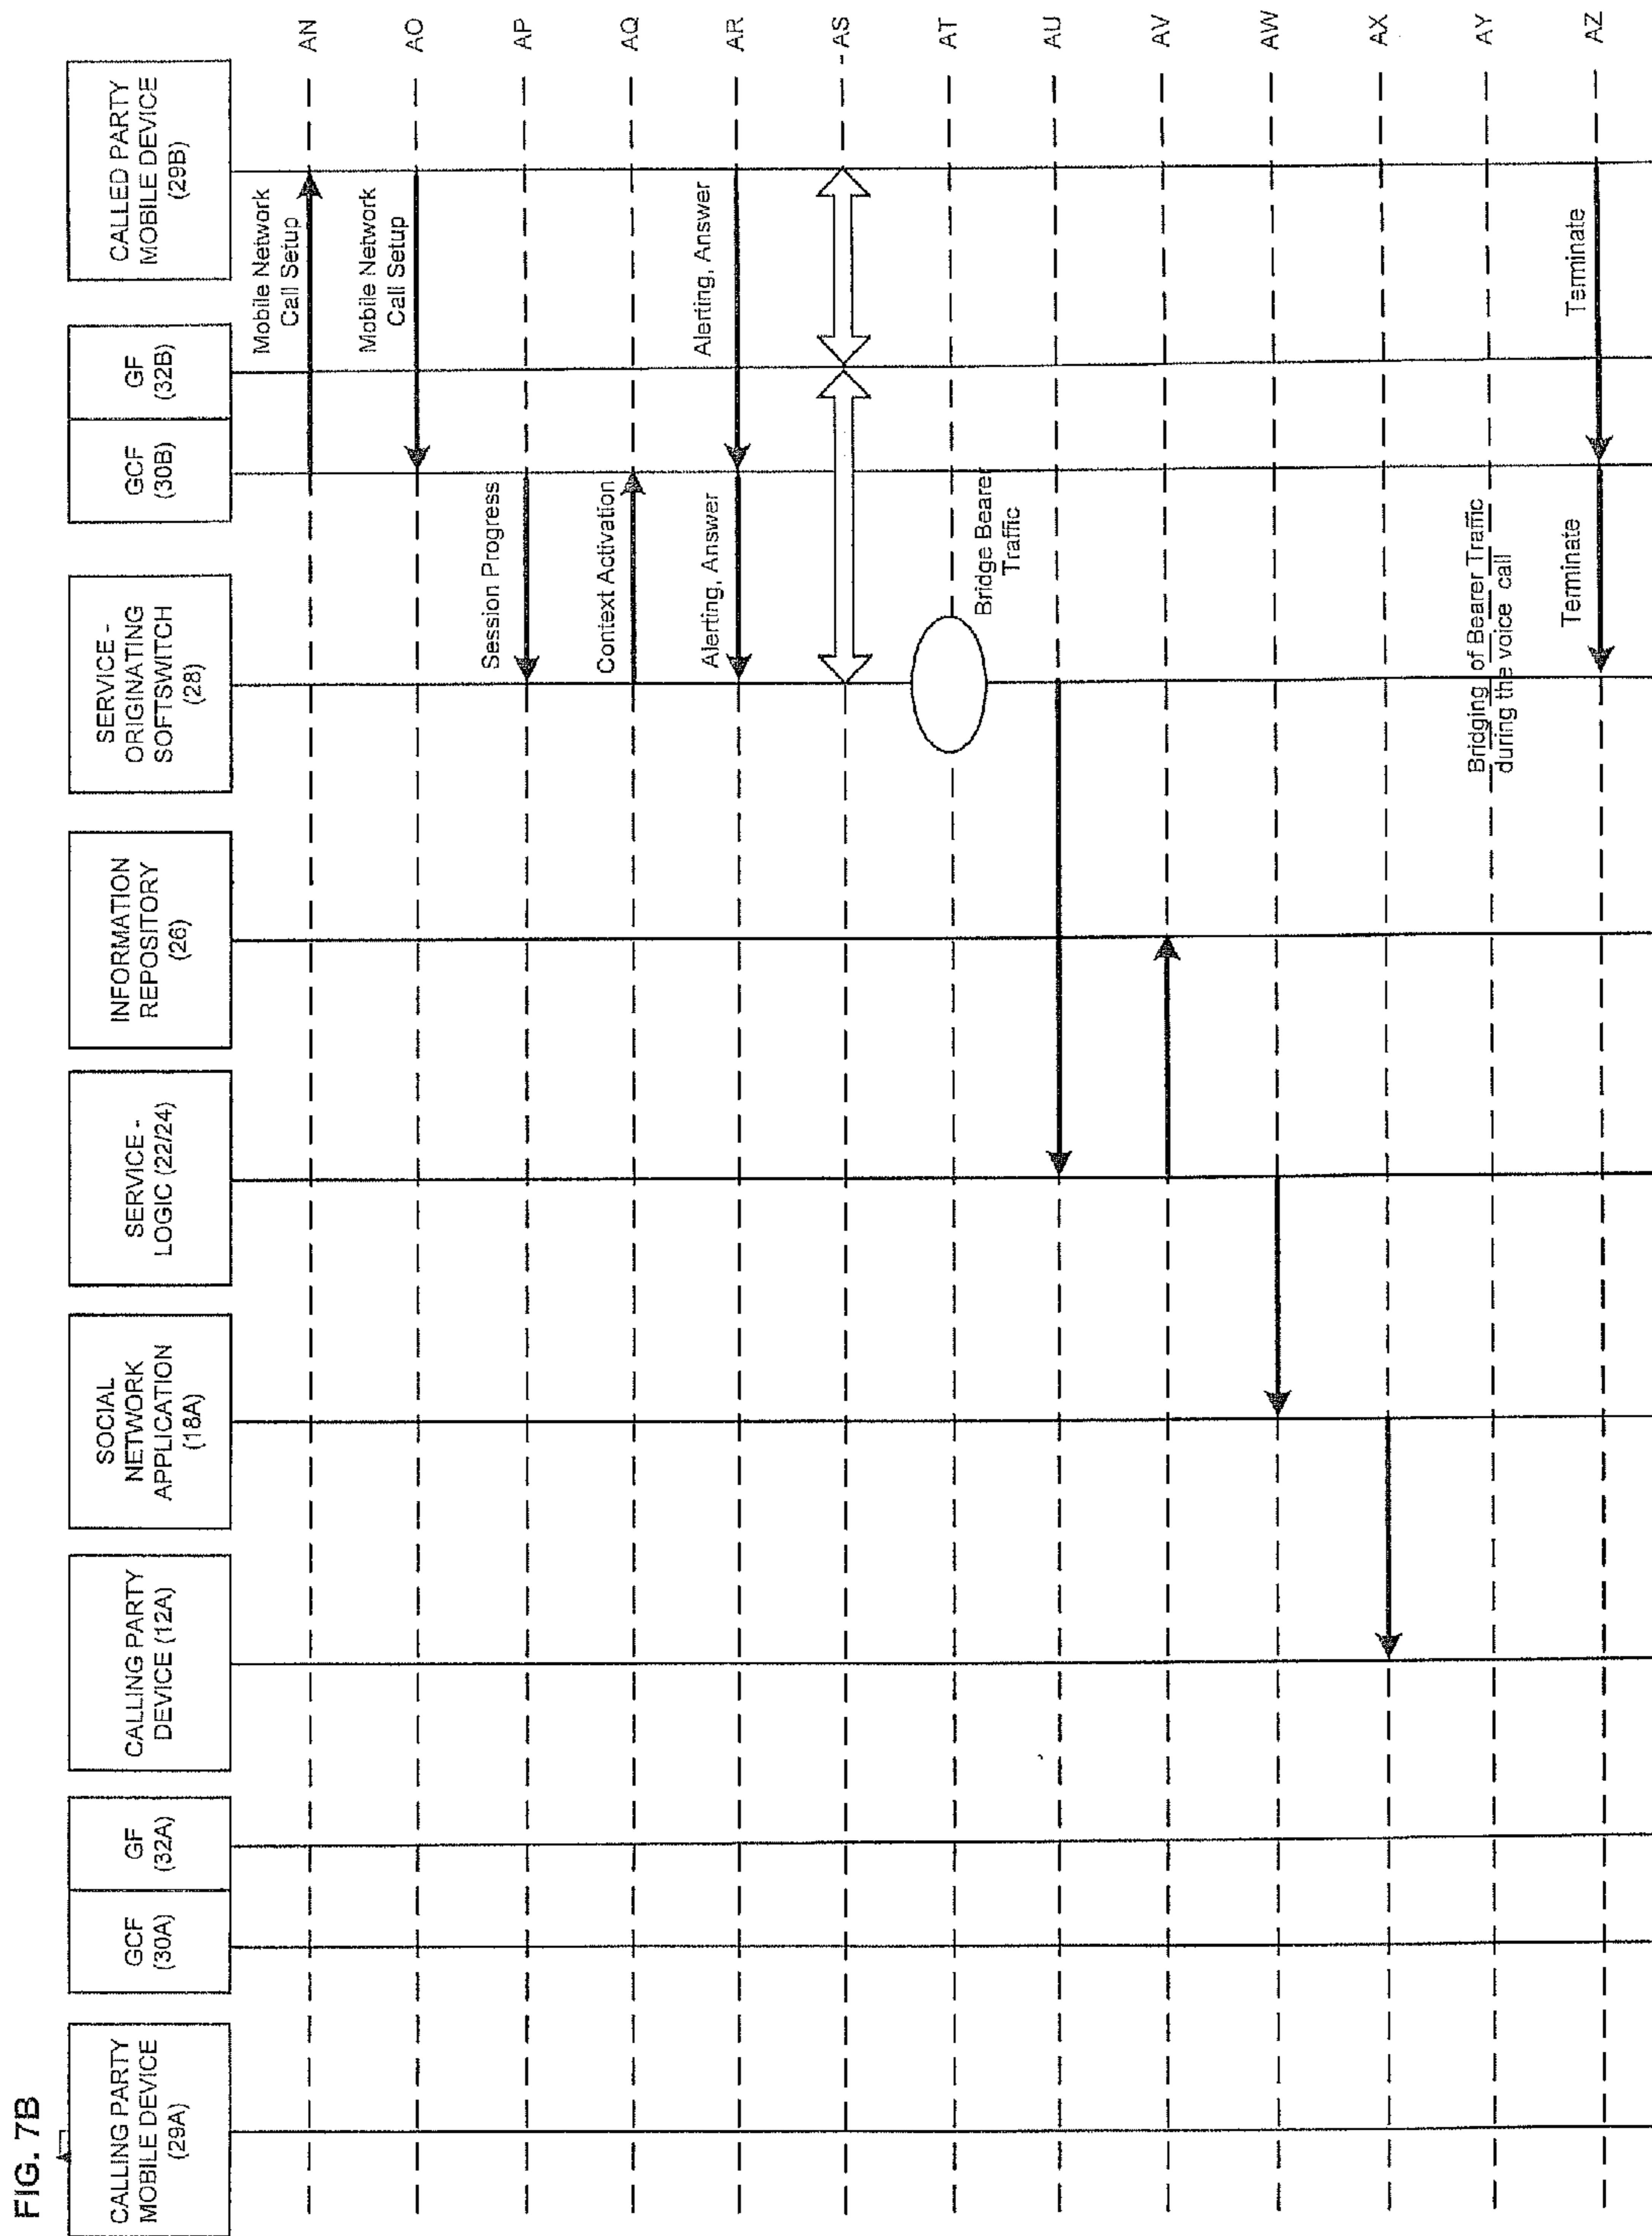 FIG. 7B
CALLING PARTY
MOBILE DEVICE
(29A)
GCF
(30A)
GF
(32A)
CALLING PARTY
DEVICE (12A)
SOCIAL
NETWORK
APPLICATION
(18A)
SERVICE -
LOGIC (22/24)
INFORMATION
REPOSITORY
(26)
SERVICE -
ORIGINATING
SOFTSWITCH
(28)
GCF
(30B)
GF
(32B)
CALLED PARTY
MOBILE DEVICE
(29B)
Mobile Network
Call Setup
AN
Mobile Network
Call Setup
AO
Session Progress
AP
Context Activation
AQ
Alerting, Answer
Alerting, Answer
AR
AS
Bridge Bearer
Traffic
AT
AU
AV
AW
AX
Bridging of Bearer Traffic
during the voice call
AY
Terminate
Terminate
AZ